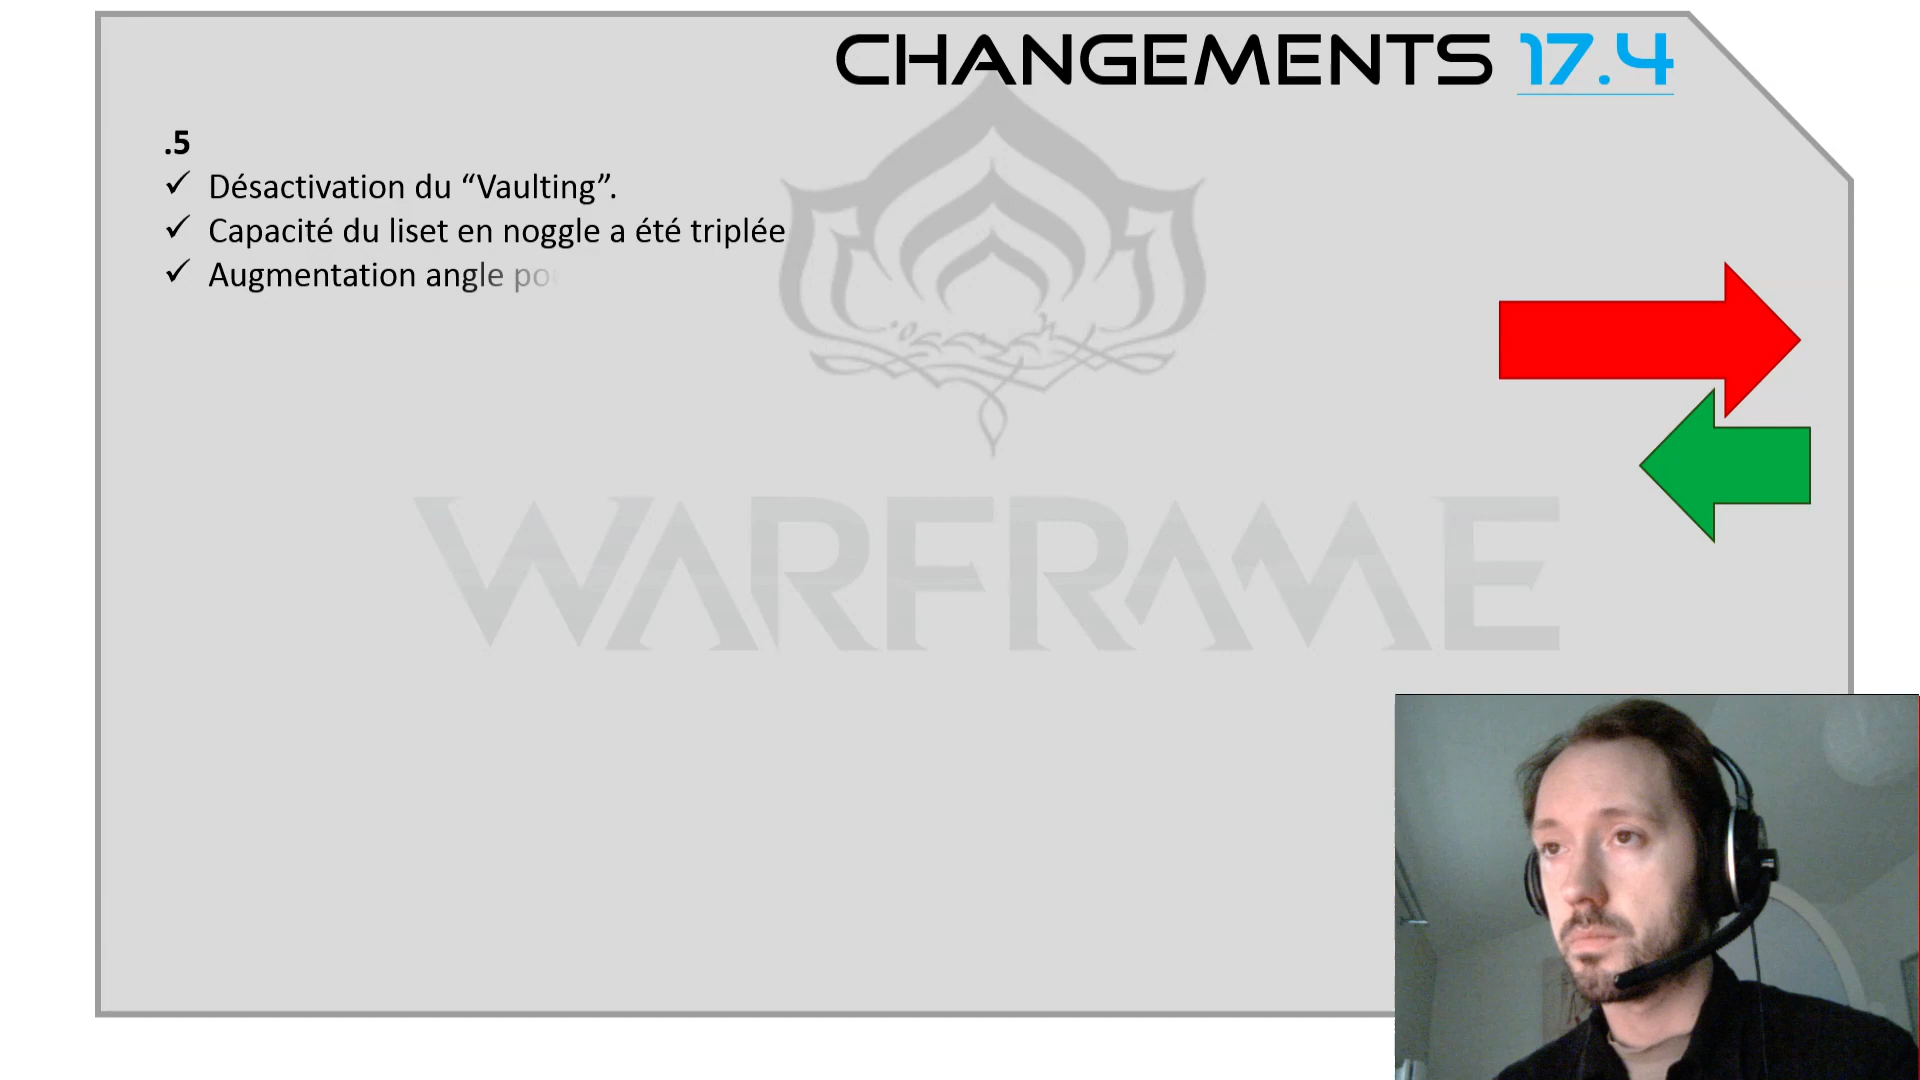 CHANGEMENTS 17.4
.5
Désactivation du “Vaulting”.
Capacité du liset en noggle a été triplée
Augmentation angle
WARFRAME